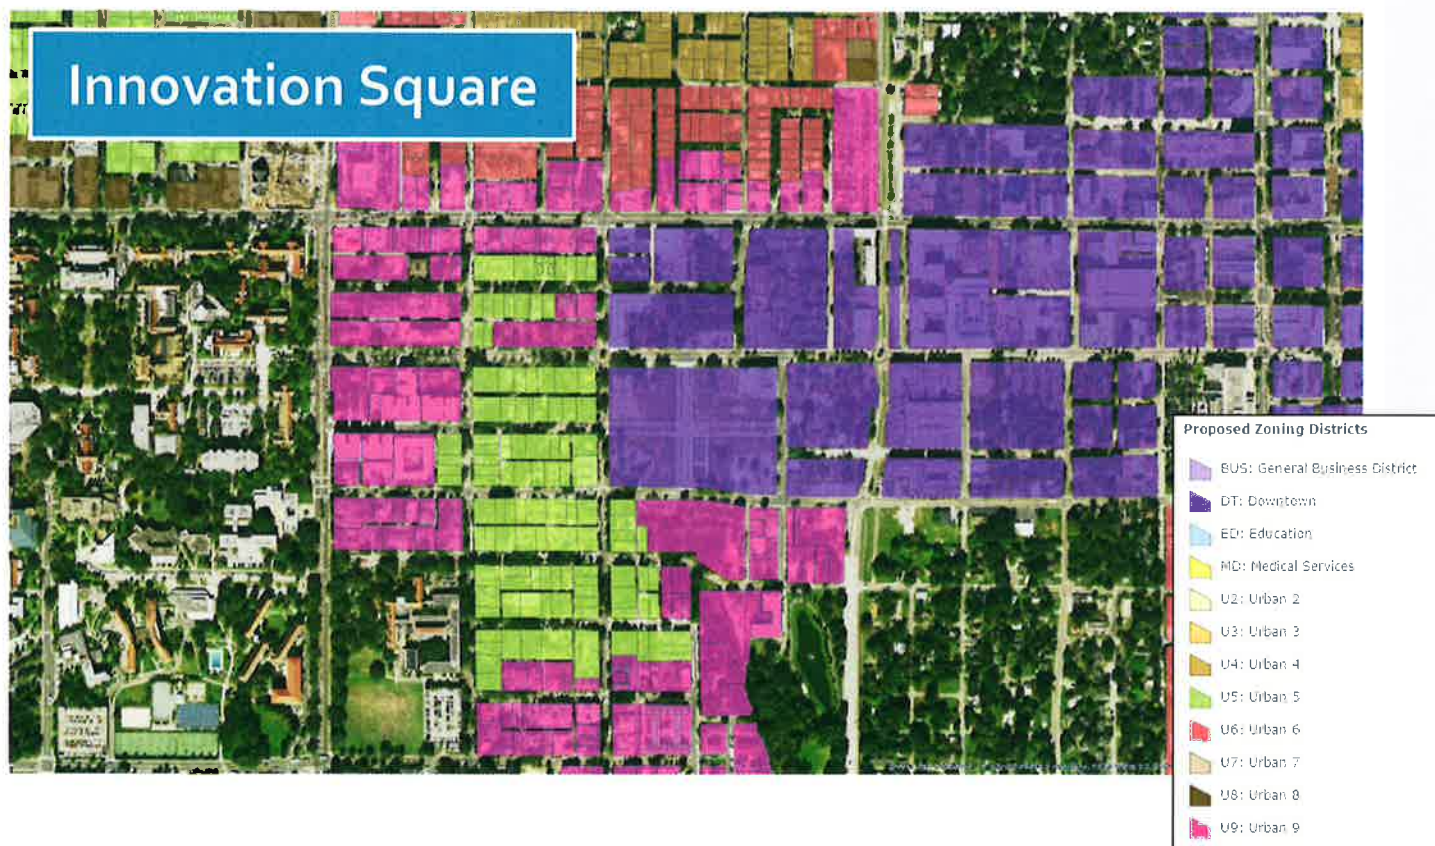 Innovation Square
Proposed Zoning Districts
BUS: General Business District
DT: Downtown
ED: Education
MD: Medical Services
U2: Urban 2
U3: Urban 3
U4: Urban 4
U5: Urban 5
U6: Urban 6
U7: Urban 7
U8: Urban 8
U9: Urban 9